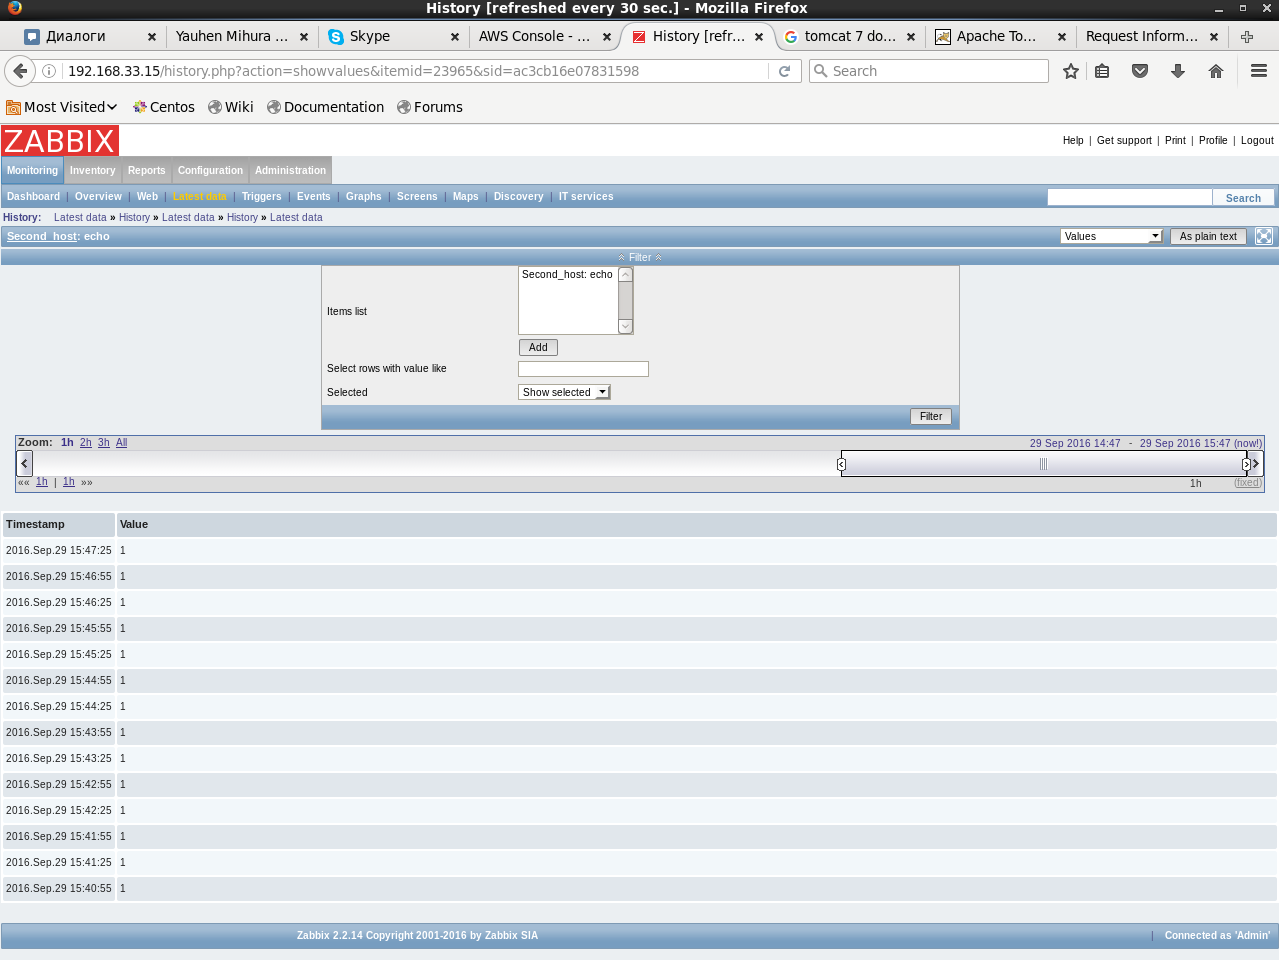 History [refreshed every 30 sec.] - Mozilla Firefox
Диалоги Yauhen Mihura ... Skype AWS Console - ... History [refr... tomcat 7 do... Apache To... Request Inform...
192.168.33.15/history.php?action=showvalues&itemid=23965&sid=ac3cb16e07831598 Search
Most Visited Centos Wiki Documentation Forums
ZABBIX Help | Get support | Print | Profile | Logout
Monitoring Inventory Reports Configuration Administration
Dashboard | Overview | Web | Latest data | Triggers | Events | Graphs | Screens | Maps | Discovery | IT services Search
History: Latest data » History » Latest data » History » Latest data
Second_host: echo Values As plain text
Filter
Second_host: echo
Items list
Add
Select rows with value like
Selected Show selected
Filter
Zoom: 1h 2h 3h All 29 Sep 2016 14:47 - 29 Sep 2016 15:47 (now!)
«« 1h | 1h »» 1h (fixed)
Timestamp Value
2016.Sep.29 15:47:25 1
2016.Sep.29 15:46:55 1
2016.Sep.29 15:46:25 1
2016.Sep.29 15:45:55 1
2016.Sep.29 15:45:25 1
2016.Sep.29 15:44:55 1
2016.Sep.29 15:44:25 1
2016.Sep.29 15:43:55 1
2016.Sep.29 15:43:25 1
2016.Sep.29 15:42:55 1
2016.Sep.29 15:42:25 1
2016.Sep.29 15:41:55 1
2016.Sep.29 15:41:25 1
2016.Sep.29 15:40:55 1
Zabbix 2.2.14 Copyright 2001-2016 by Zabbix SIA | Connected as 'Admin'